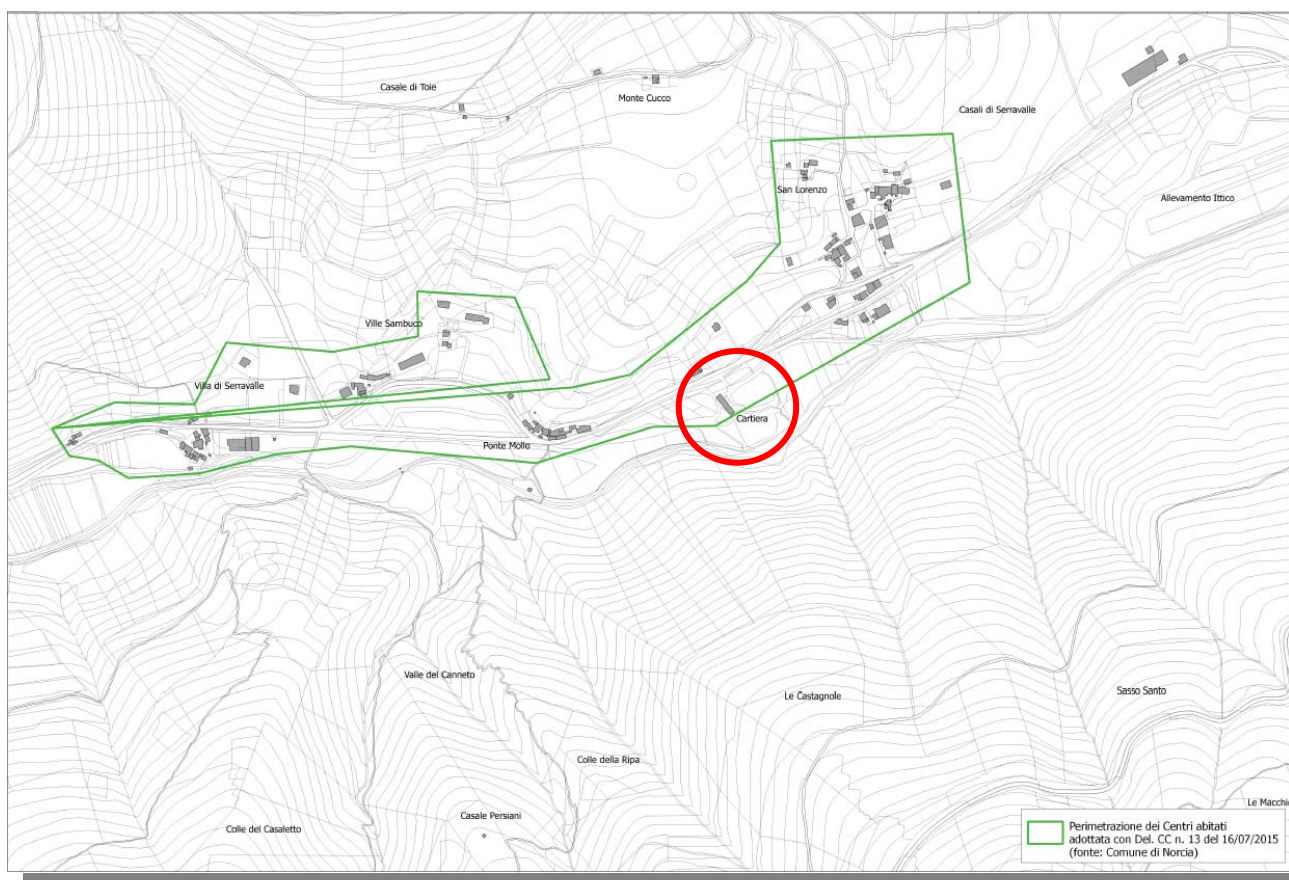 Casale di Toie
Monte Cucco
Casali di Serravalle
San Lorenzo
Allevamento Ittico
Ville Sambuco
Villa di Serravalle
Cartiera
Ponte Mollo
Valle del Canneto
Le Castagnole
Sasso Santo
Colle della Ripa
Le Macchi
Casale Persiani
Colle del Casaletto
Perimetrazione dei Centri abitati
adottata con Del. CC n. 13 del 16/07/2015
(fonte: Comune di Norcia)